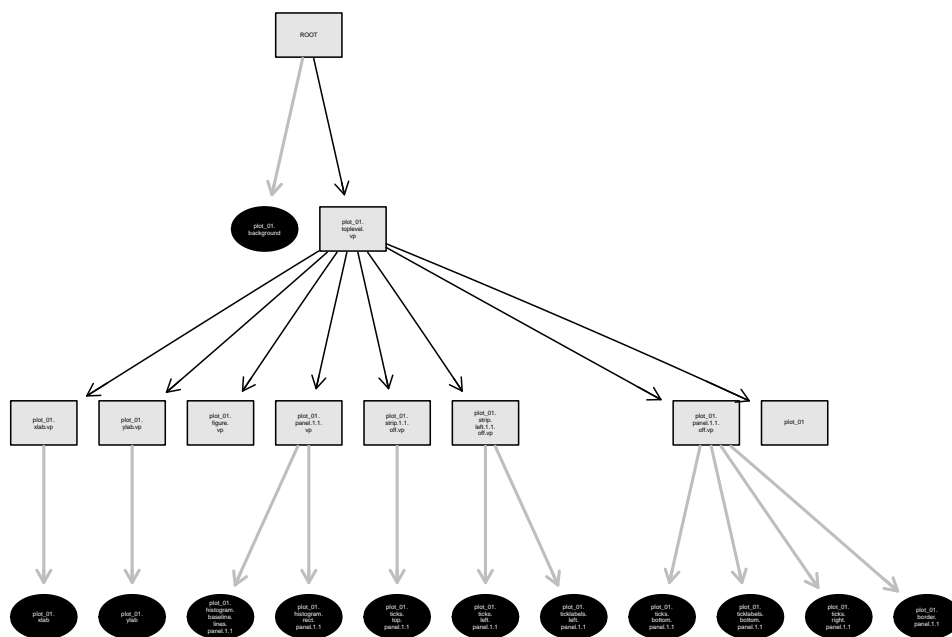 ROOT
plot_01.
background
plot_01.
toplevel.
vp
plot_01.
xlab.vp
plot_01.
ylab.vp
plot_01.
figure.
vp
plot_01.
panel.1.1.
vp
plot_01.
strip.1.1.
off.vp
plot_01.
strip.
left.1.1.
off.vp
plot_01.
panel.1.1.
off.vp
plot_01
plot_01.
xlab
plot_01.
ylab
plot_01.
histogram.
baseline.
lines.
panel.1.1
plot_01.
histogram.
rect.
panel.1.1
plot_01.
ticks.
top.
panel.1.1
plot_01.
ticks.
left.
panel.1.1
plot_01.
ticklabels.
left.
panel.1.1
plot_01.
ticks.
bottom.
panel.1.1
plot_01.
ticklabels.
bottom.
panel.1.1
plot_01.
ticks.
right.
panel.1.1
plot_01.
border.
panel.1.1